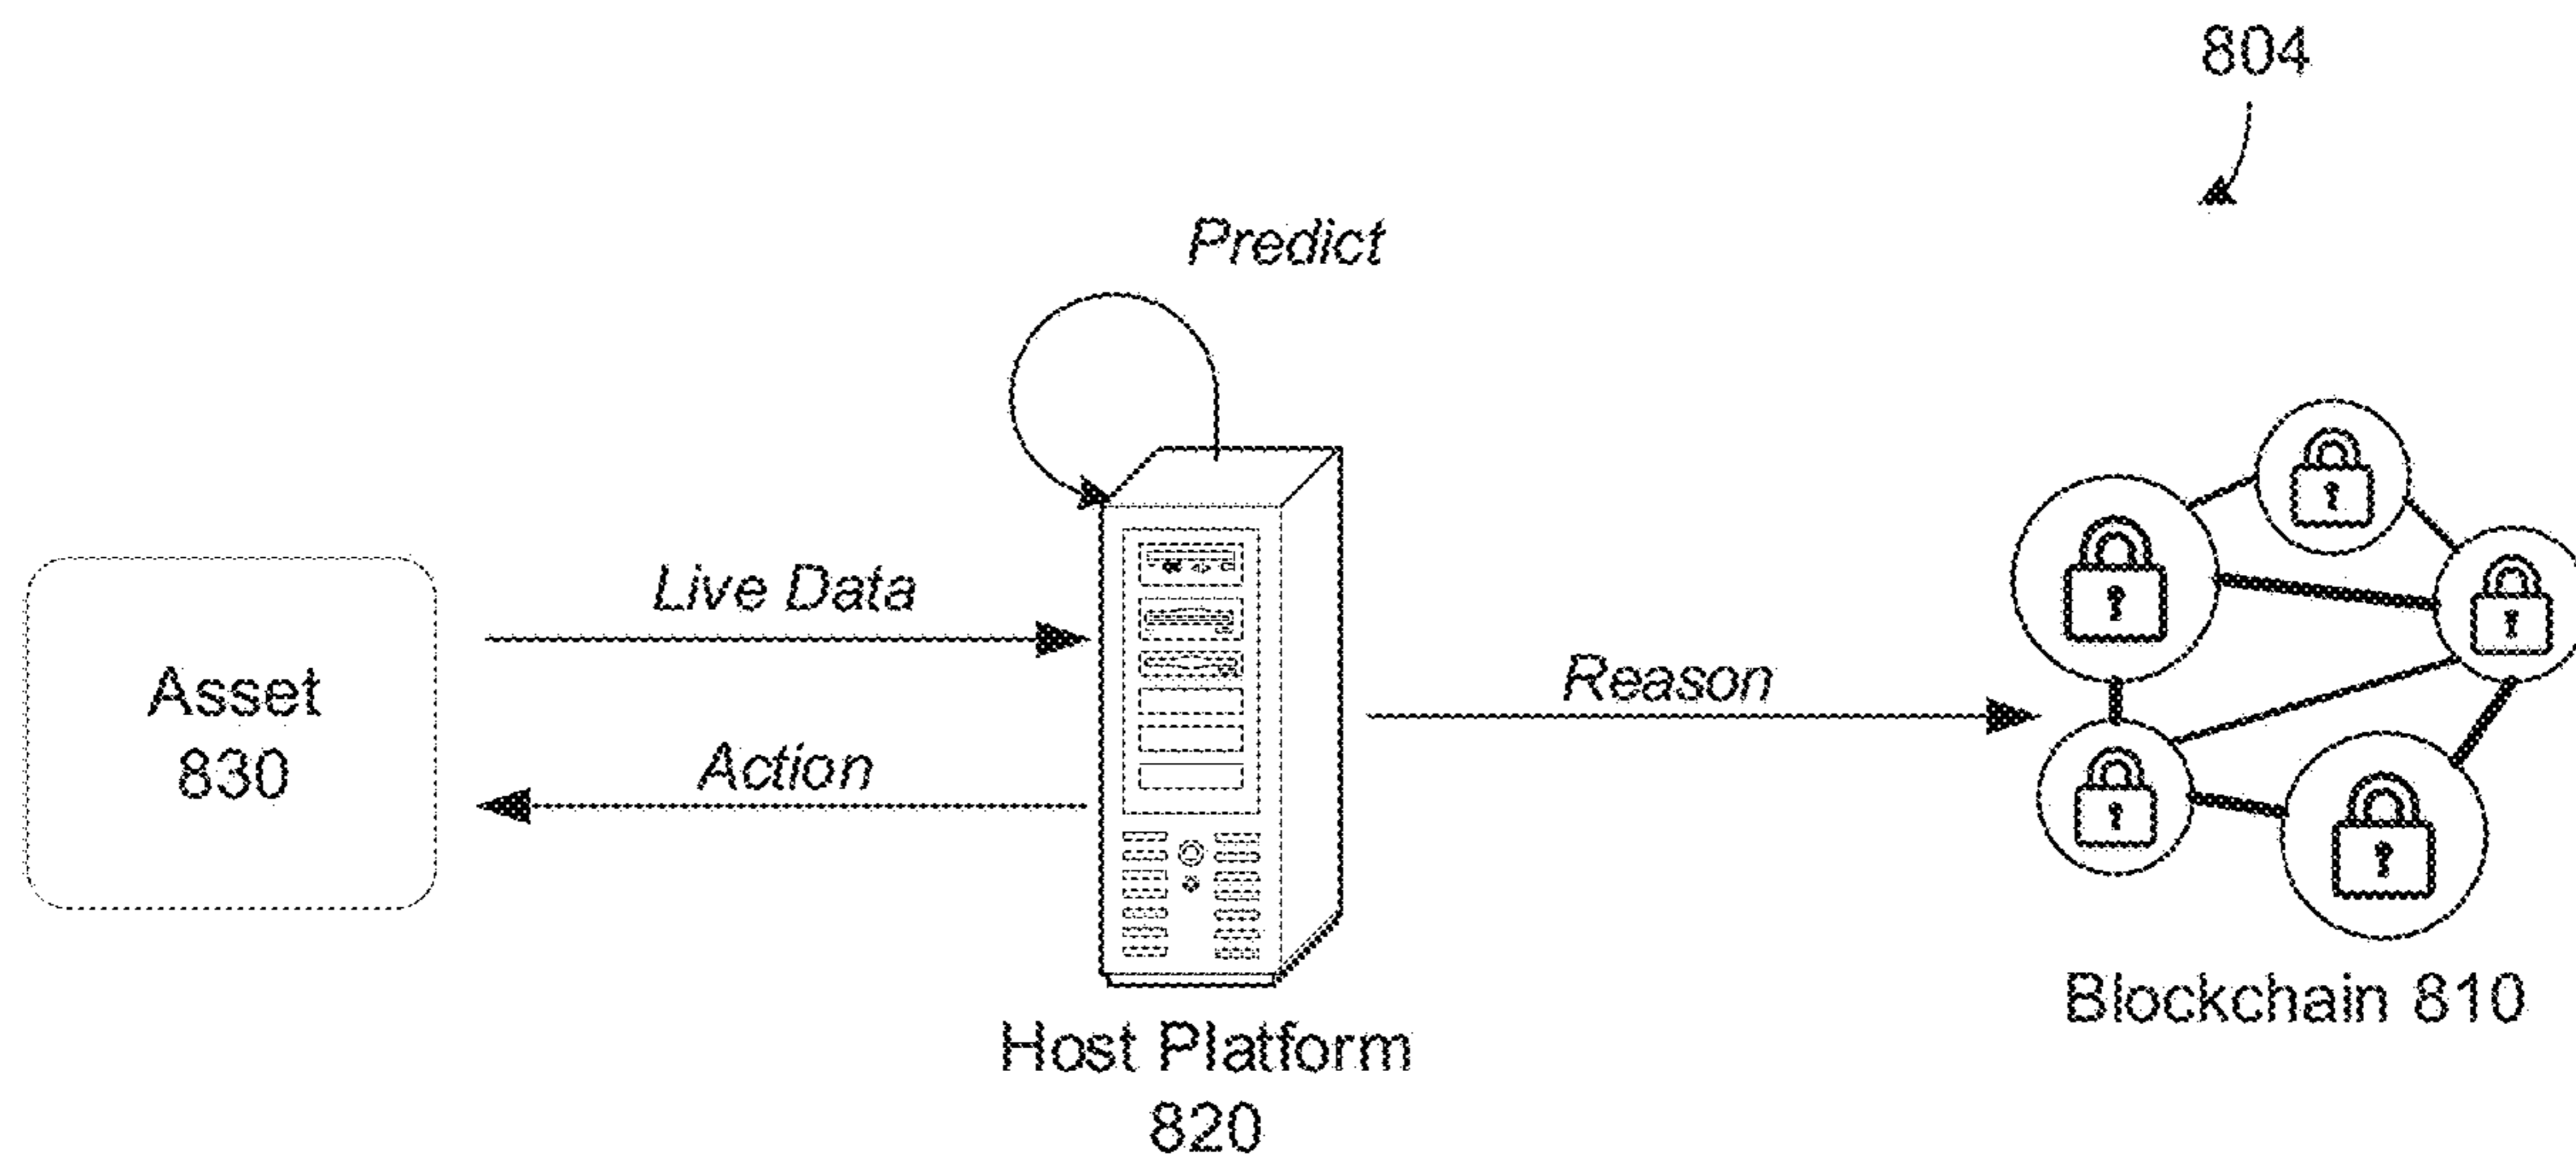 804
Predict
Live Data
Asset
830
Reason
Action
Blockchain 810
Host Platform
820